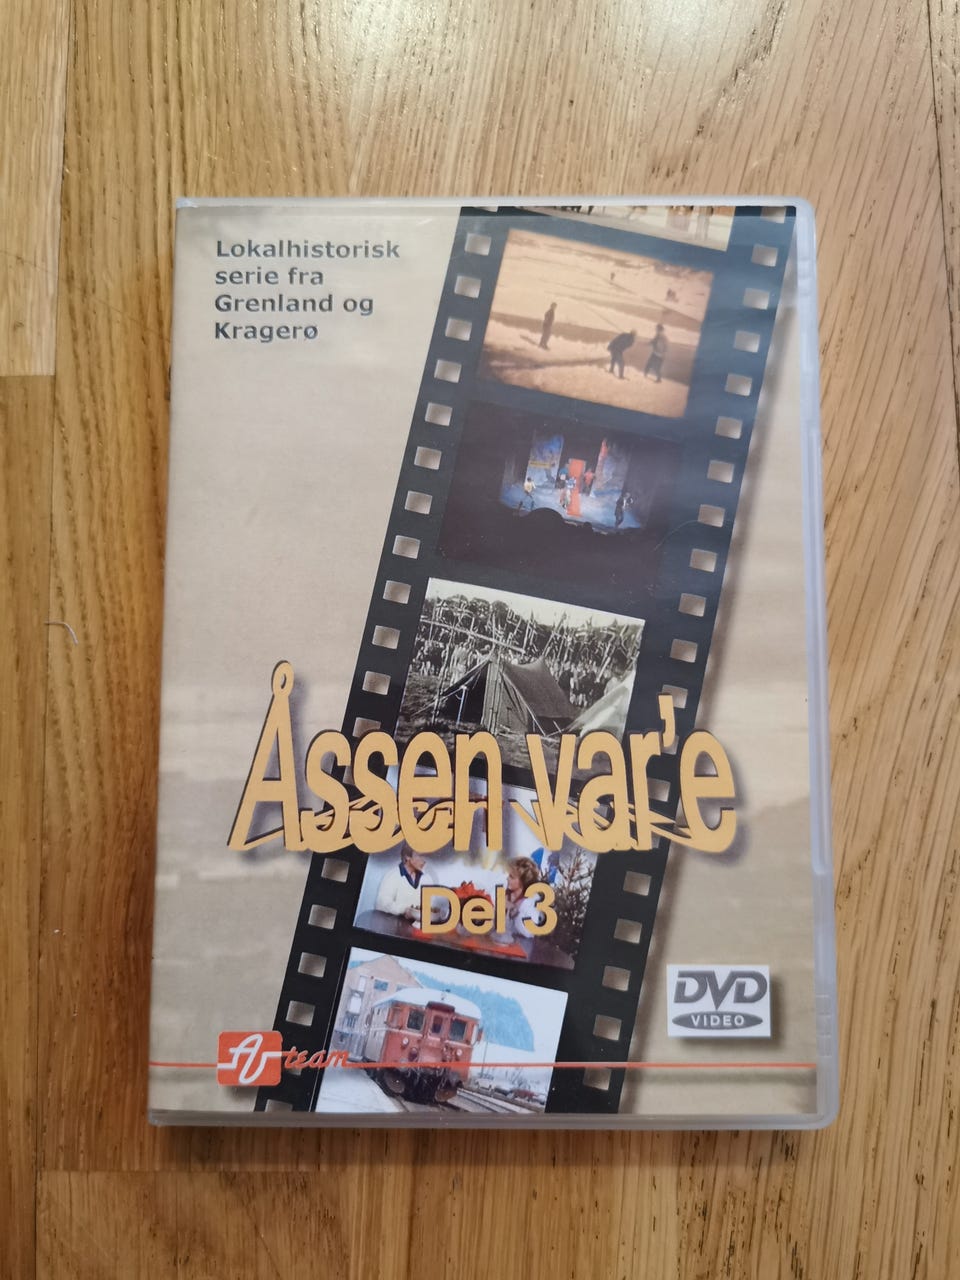 Lokalhistorisk
serie fra
Grenland og
Kragerø
Åssen var'e
Del 3
DVD
VIDEO
AV team